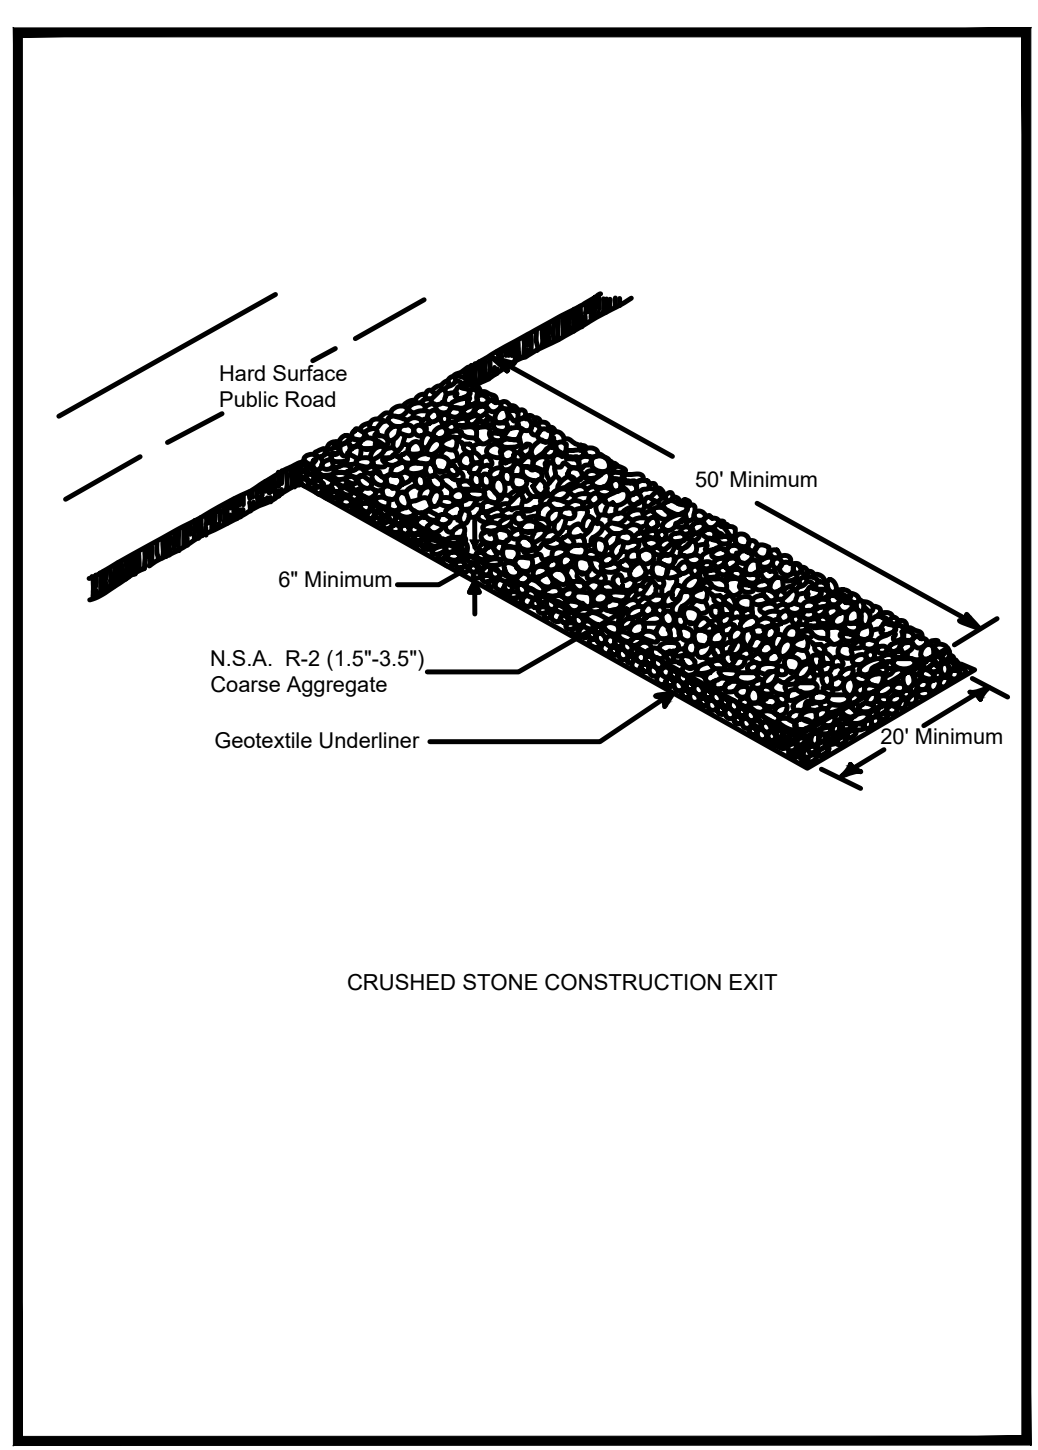 Hard Surface
Public Road
50' Minimum
6" Minimum
N.S.A.  R-2 (1.5"-3.5")
Coarse Aggregate
20' Minimum
Geotextile Underliner
CRUSHED STONE CONSTRUCTION EXIT